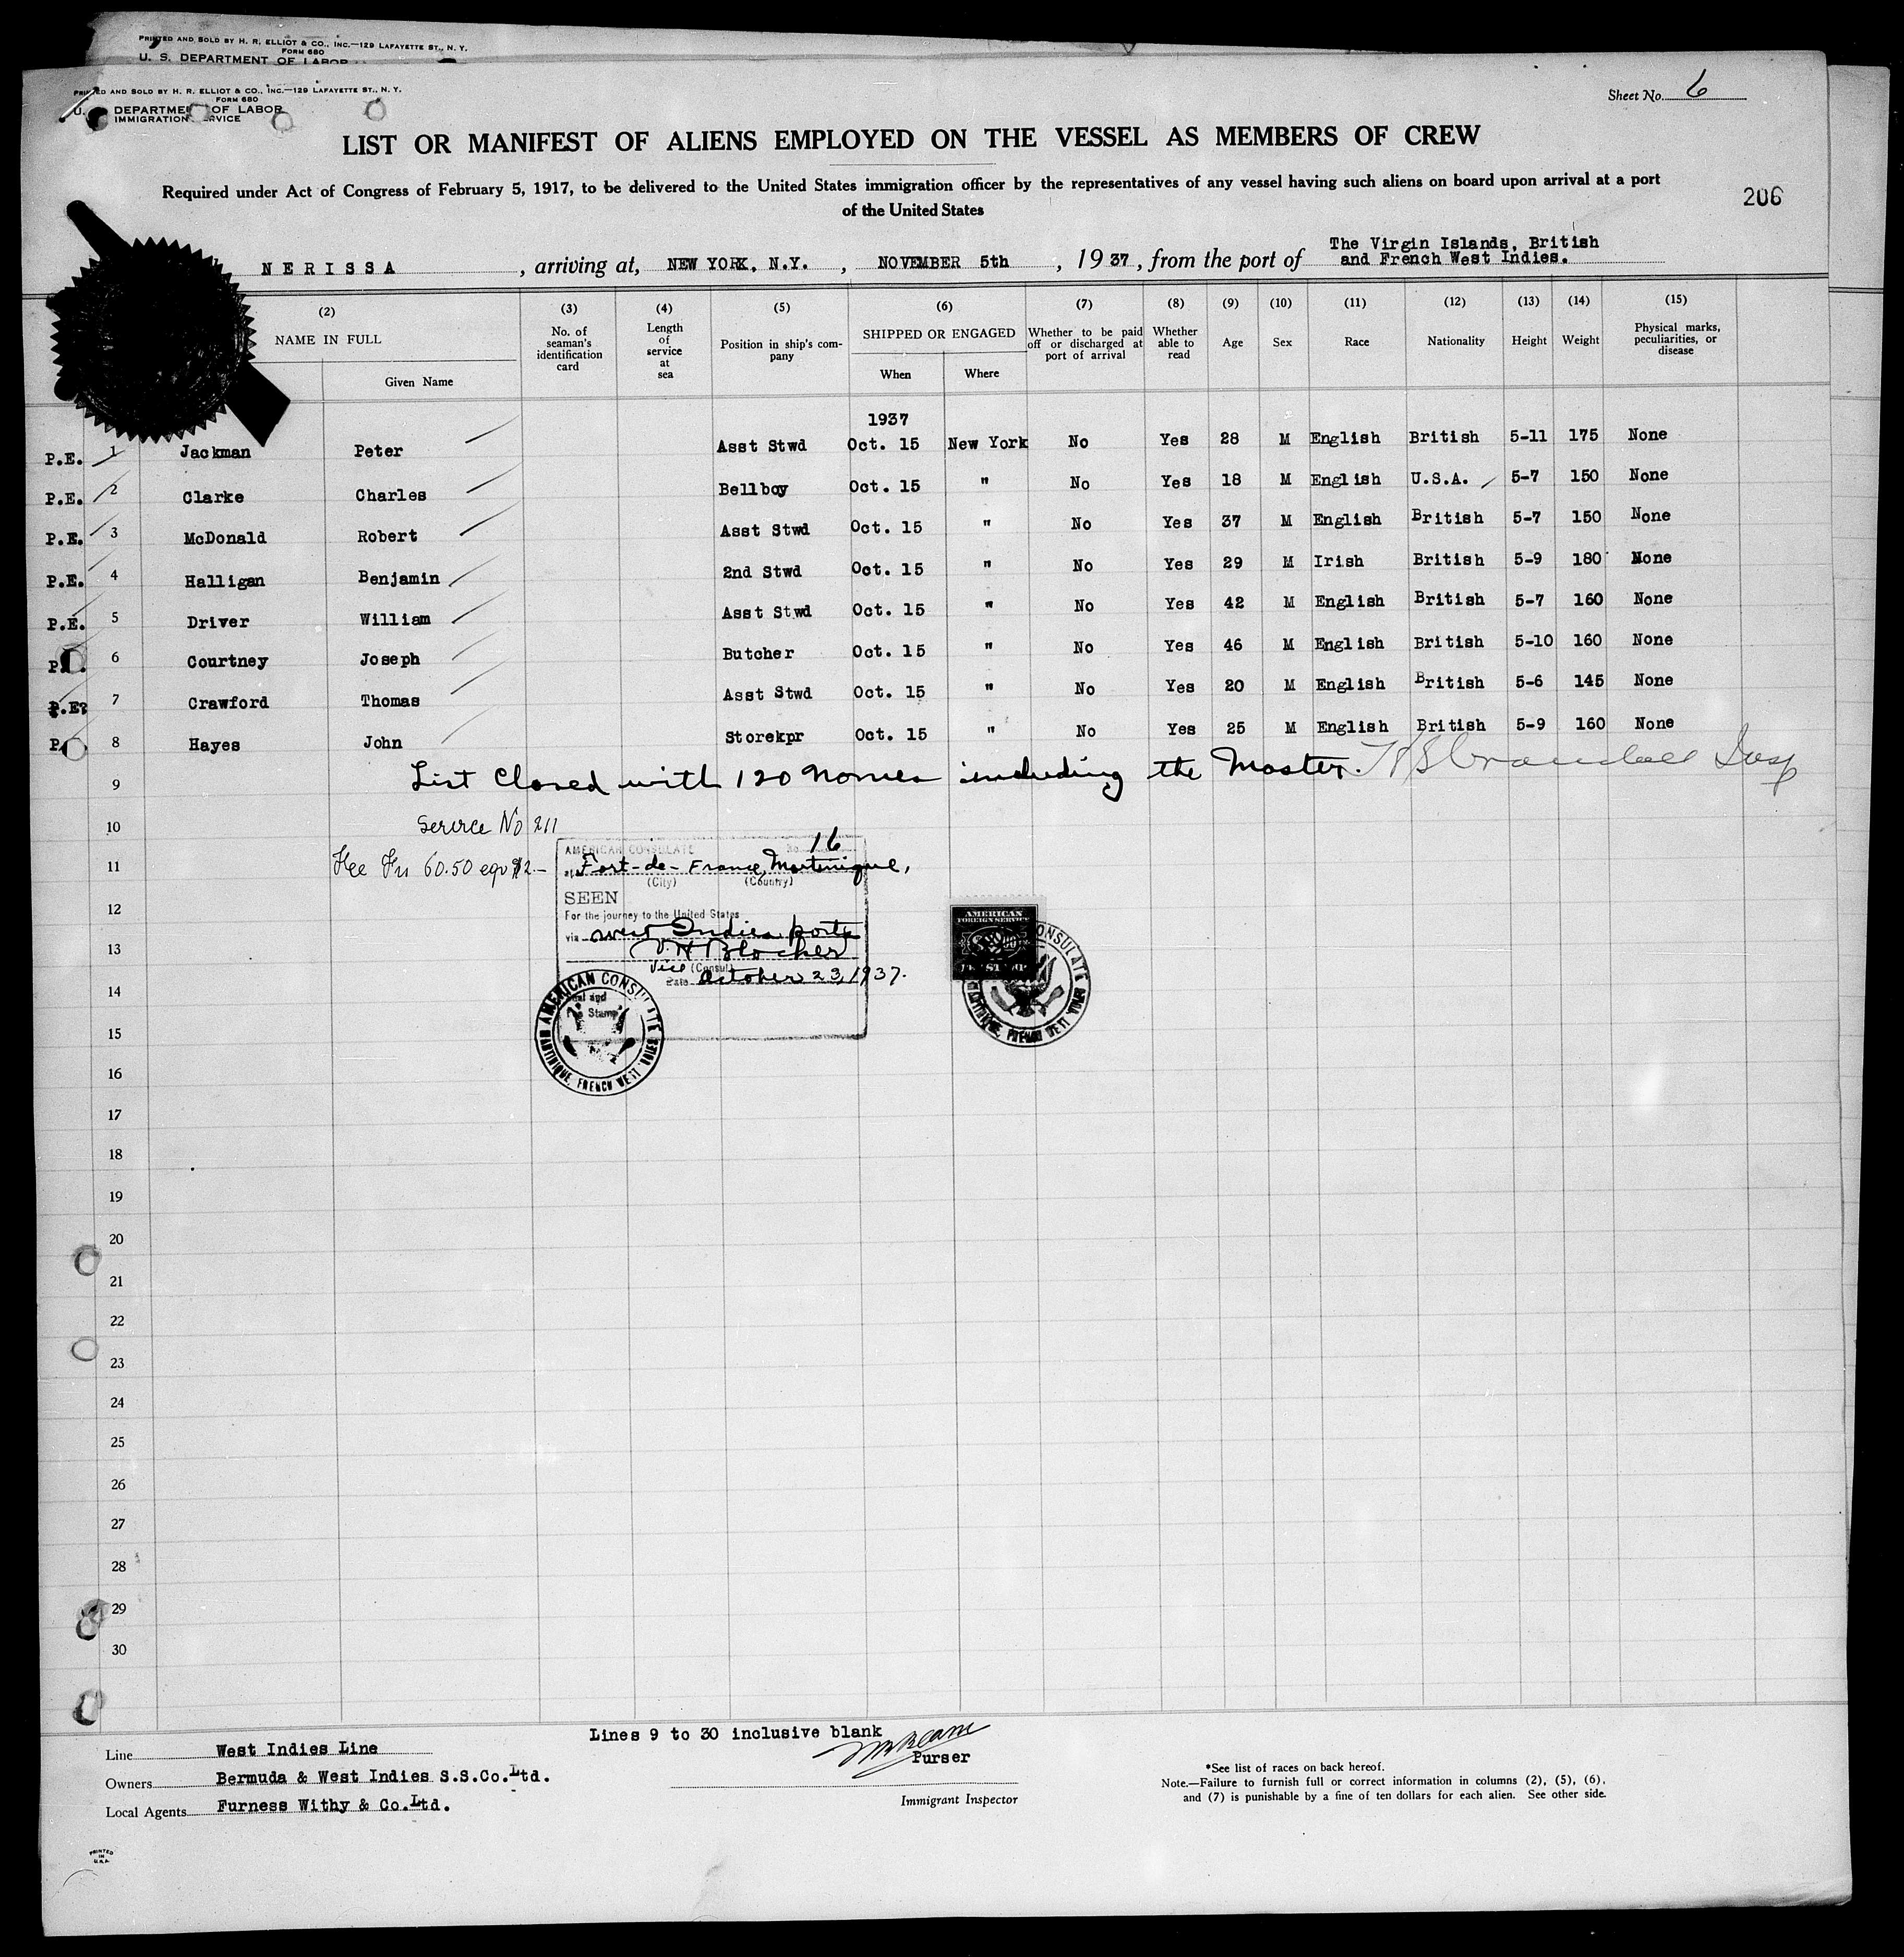 PRINTED AND SOLD BY H. R. ELLIOT & CO., INC.—129 LAFAYETTE ST., N. Y.
FORM 680
U. S. DEPARTMENT OF LABOR
PRINTED AND SOLD BY H. R. ELLIOT & CO., INC.—129 LAFAYETTE ST., N. Y.
FORM 680
U. DEPARTMENT OF LABOR
IMMIGRATION SERVICE
Sheet No. 6
LIST OR MANIFEST OF ALIENS EMPLOYED ON THE VESSEL AS MEMBERS OF CREW
Required under Act of Congress of February 5, 1917, to be delivered to the United States immigration officer by the representatives of any vessel having such aliens on board upon arrival at a port
of the United States
206
NERISSA, arriving at, NEW YORK, N.Y., NOVEMBER 5th, 1937, from the port of The Virgin Islands, British
and French West Indies.
(2) (3) (4) (5) (6) (7) (8) (9) (10) (11) (12) (13) (14) (15)
NAME IN FULL No. of seaman's identification card Length of service at sea Position in ship's company SHIPPED OR ENGAGED Whether to be paid off or discharged at port of arrival Whether able to read Age Sex Race Nationality Height Weight Physical marks, peculiarities, or disease
Given Name When Where
1937
P.E. 1 Jackman Peter Asst Stwd Oct. 15 New York No Yes 28 M English British 5-11 175 None
P.E. 2 Clarke Charles Bellboy Oct. 15 " No Yes 18 M English U.S.A. 5-7 150 None
P.E. 3 McDonald Robert Asst Stwd Oct. 15 " No Yes 37 M English British 5-7 150 None
P.E. 4 Halligan Benjamin 2nd Stwd Oct. 15 " No Yes 29 M Irish British 5-9 180 None
P.E. 5 Driver William Asst Stwd Oct. 15 " No Yes 42 M English British 5-7 160 None
P. . 6 Courtney Joseph Butcher Oct. 15 " No Yes 46 M English British 5-10 160 None
P.E? 7 Crawford Thomas Asst Stwd Oct. 15 " No Yes 20 M English British 5-6 145 None
P. 8 Hayes John Storekpr Oct. 15 " No Yes 25 M English British 5-9 160 None
9 List closed with 120 names including the Master. Insp
10 Service No 211
11 Fee Frs 60.50 eqv $2—
AMERICAN CONSULATE No. 16
at Fort-de-France, Martinique,
(City) (Country)
SEEN
12 For the journey to the United States
via West Indies ports
13 V.H. Blocher
Vice (Consul)
Date October 23, 1937.
Seal and
Stamp
AMERICAN CONSULATE
MARTINIQUE, FRENCH WEST INDIES
AMERICAN
FOREIGN SERVICE
CONSULATE
MARTINIQUE, FRENCH WEST INDIES
14
15
16
17
18
19
20
21
22
23
24
25
26
27
28
29
30
Lines 9 to 30 inclusive blank
Line West Indies Line
Purser
Owners Bermuda & West Indies S.S.Co.Ltd.
Local Agents Furness Withy & Co.Ltd.
Immigrant Inspector
*See list of races on back hereof.
Note.—Failure to furnish full or correct information in columns (2), (5), (6),
and (7) is punishable by a fine of ten dollars for each alien. See other side.
PRINTED
IN
U.S.A.